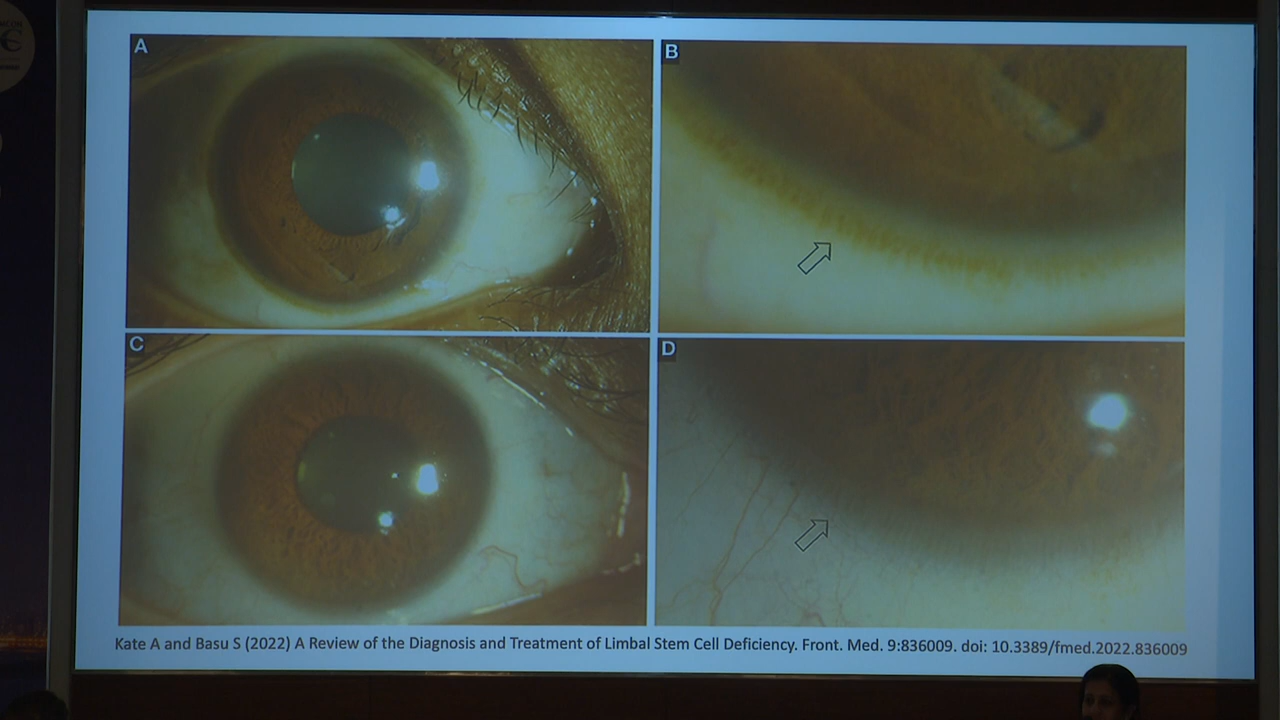 A
B
C
D
Kate A and Basu S (2022) A Review of the Diagnosis and Treatment of Limbal Stem Cell Deficiency. Front. Med. 9:836009. doi: 10.3389/fmed.2022.836009